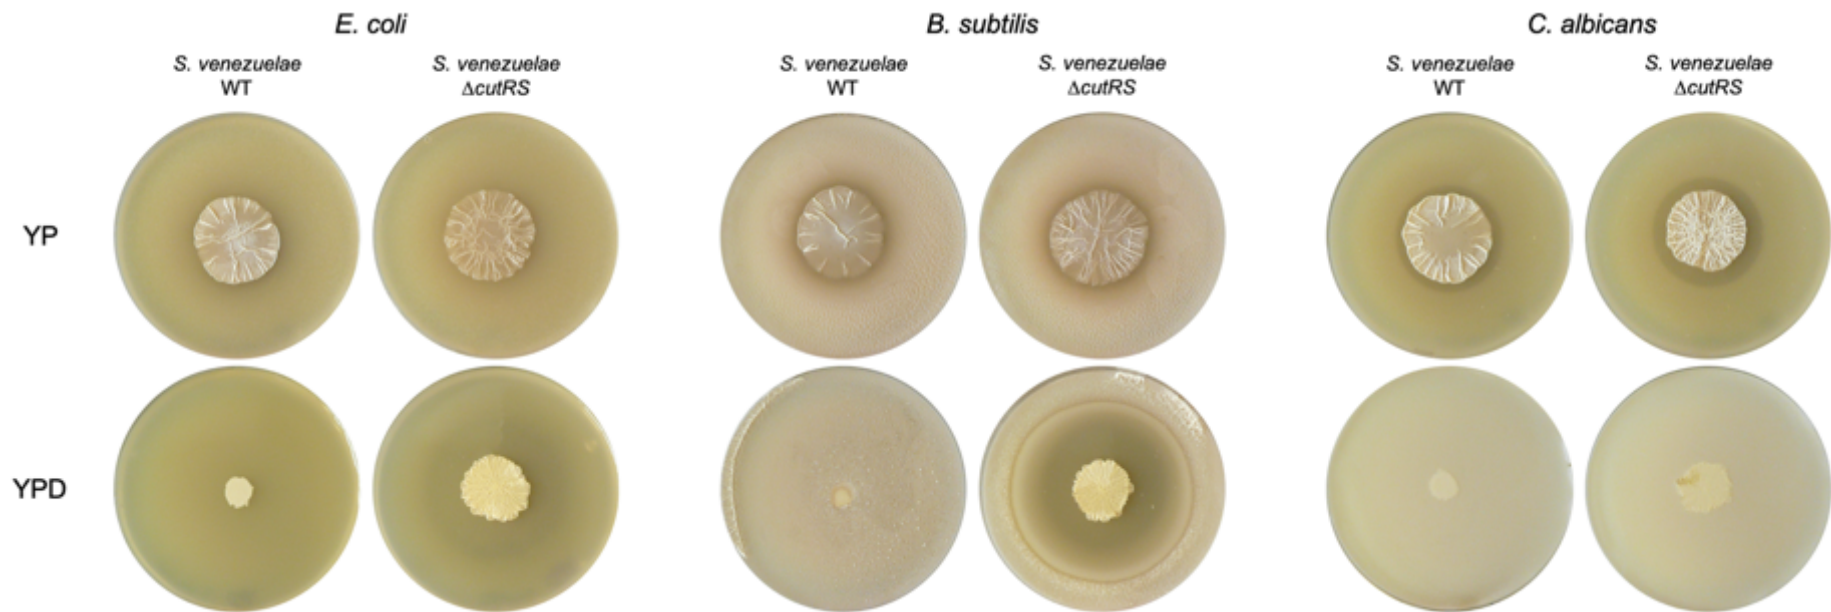 E. coli
B. subtilis
C. albicans
S. venezuelae
WT
S. venezuelae
ΔcutRS
S. venezuelae
WT
S. venezuelae
ΔcutRS
S. venezuelae
WT
S. venezuelae
ΔcutRS
YP
YPD